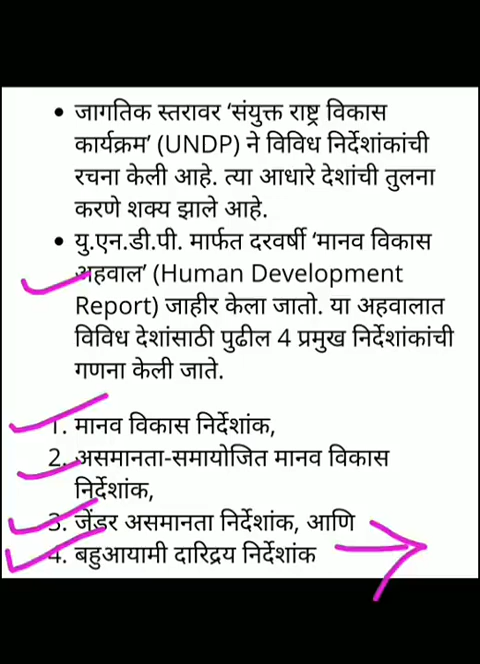 • जागतिक स्तरावर ‘संयुक्त राष्ट्र विकास
कार्यक्रम’ (UNDP) ने विविध निर्देशांकांची
रचना केली आहे. त्या आधारे देशांची तुलना
करणे शक्य झाले आहे.
• यु.एन.डी.पी. मार्फत दरवर्षी ‘मानव विकास
अहवाल’ (Human Development
Report) जाहीर केला जातो. या अहवालात
विविध देशांसाठी पुढील 4 प्रमुख निर्देशांकांची
गणना केली जाते.
1. मानव विकास निर्देशांक,
2. असमानता-समायोजित मानव विकास
निर्देशांक,
3. जेंडर असमानता निर्देशांक, आणि
4. बहुआयामी दारिद्रय निर्देशांक